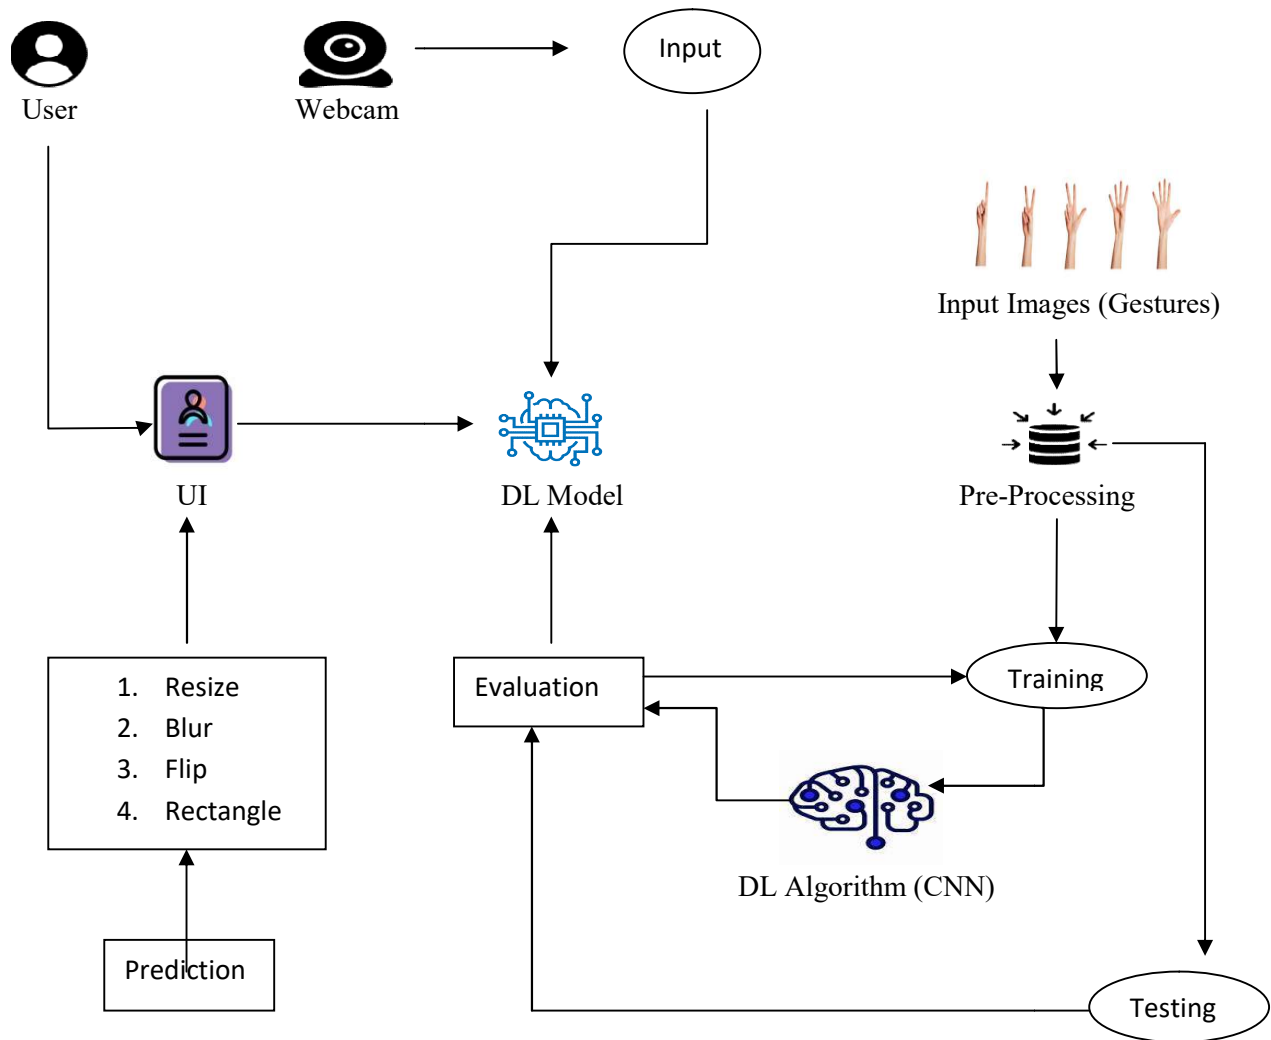 Input
User
Webcam
Input Images (Gestures)
UI
DL Model
Pre-Processing
Evaluation
Training
1. Resize
2. Blur
3. Flip
4. Rectangle
DL Algorithm (CNN)
Prediction
Testing